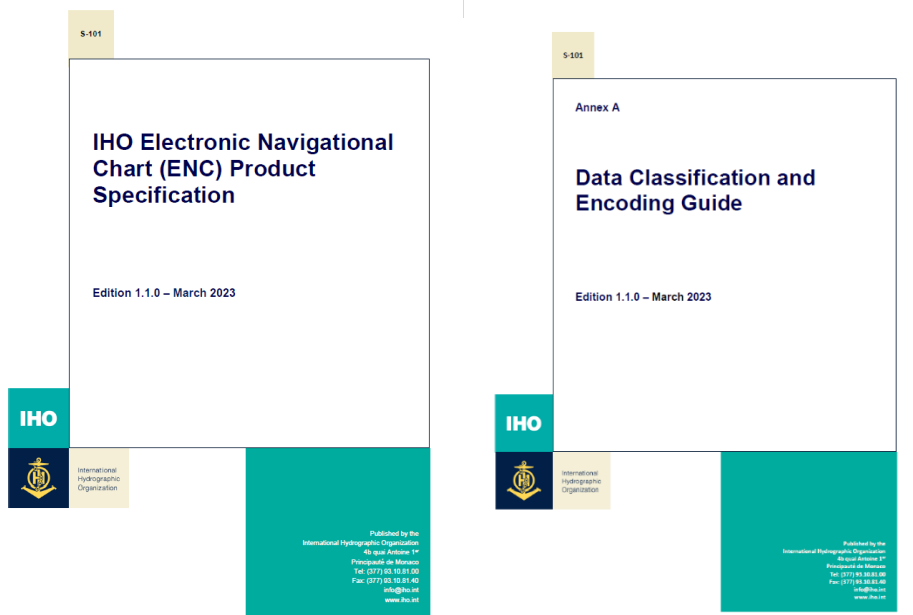 S-101
IHO Electronic Navigational
Chart (ENC) Product
Specification
Edition 1.1.0 – March 2023
IHO
International
Hydrographic
Organization
Published by the
International Hydrographic Organization
4b quai Antoine 1er
Principauté de Monaco
Tel: (377) 93.10.81.00
Fax: (377) 93.10.81.40
info@iho.int
www.iho.int
S-101
Annex A
Data Classification and
Encoding Guide
Edition 1.1.0 – March 2023
IHO
International
Hydrographic
Organization
Published by the
International Hydrographic Organization
4b quai Antoine 1er
Principauté de Monaco
Tel: (377) 93.10.81.00
Fax: (377) 93.10.81.40
info@iho.int
www.iho.int